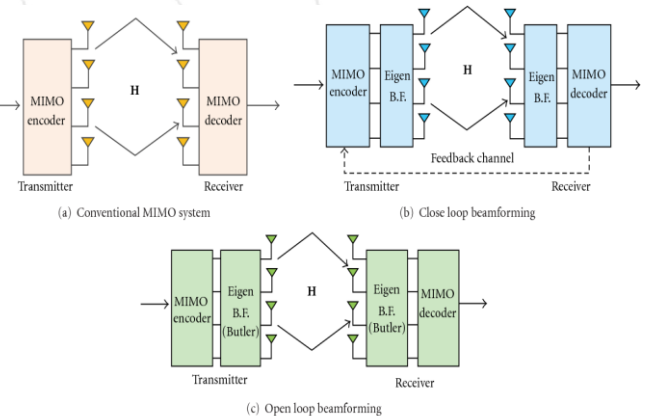 MIMO
encoder
H
MIMO
decoder
Transmitter
Receiver
(a) Conventional MIMO system
MIMO
encoder
Eigen
B.F.
H
Eigen
B.F.
MIMO
decoder
Feedback channel
Transmitter
Receiver
(b) Close loop beamforming
MIMO
encoder
Eigen
B.F.
(Butler)
H
Eigen
B.F.
(Butler)
MIMO
decoder
Transmitter
Receiver
(c) Open loop beamforming